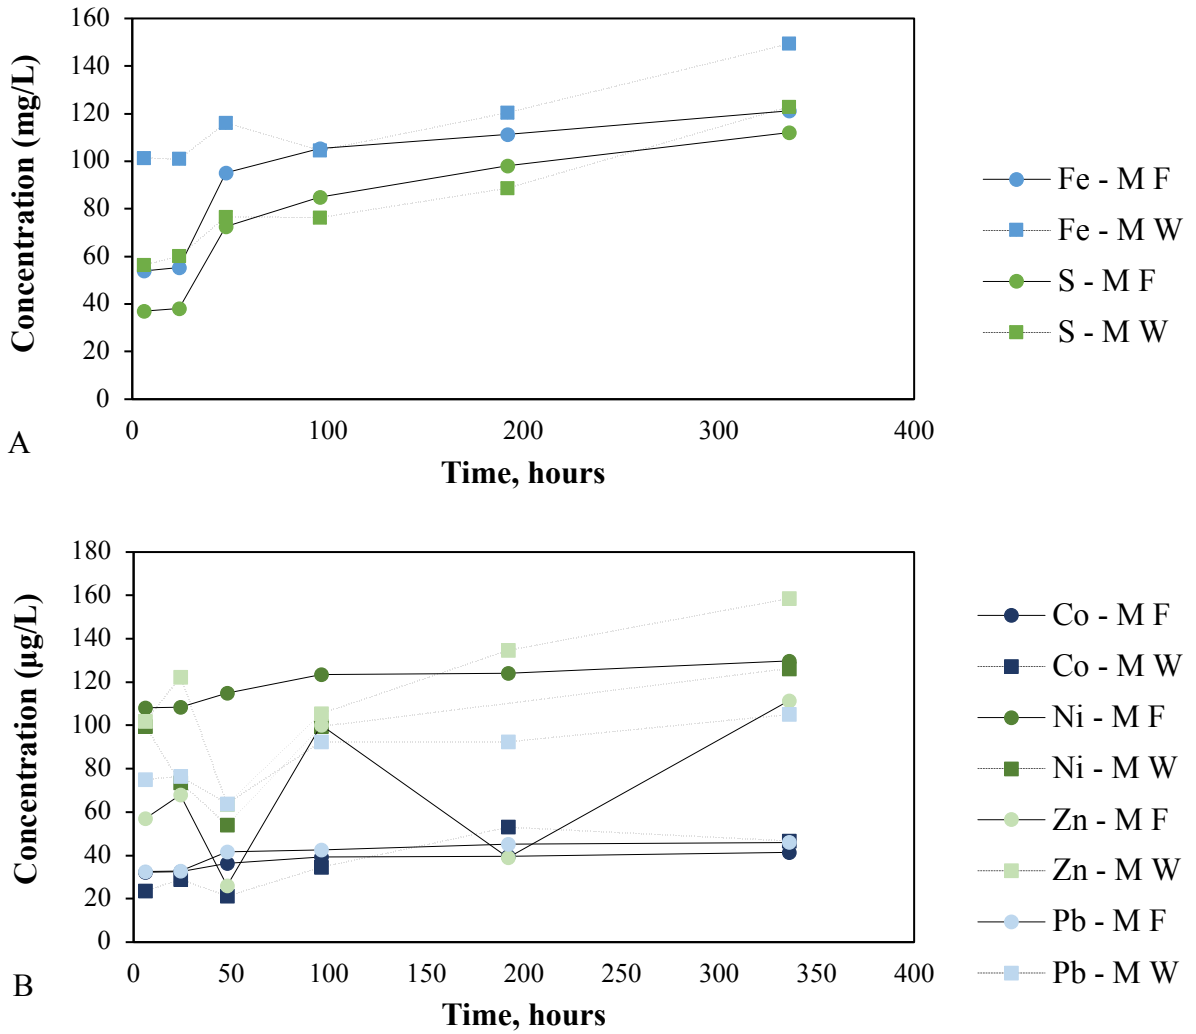 160
140
120
100
80
60
40
20
0
Concentration (mg/L)
0 100 200 300 400
Time, hours
A
Fe - M F
Fe - M W
S - M F
S - M W
180
160
140
120
100
80
60
40
20
0
Concentration (µg/L)
0 50 100 150 200 250 300 350 400
Time, hours
B
Co - M F
Co - M W
Ni - M F
Ni - M W
Zn - M F
Zn - M W
Pb - M F
Pb - M W